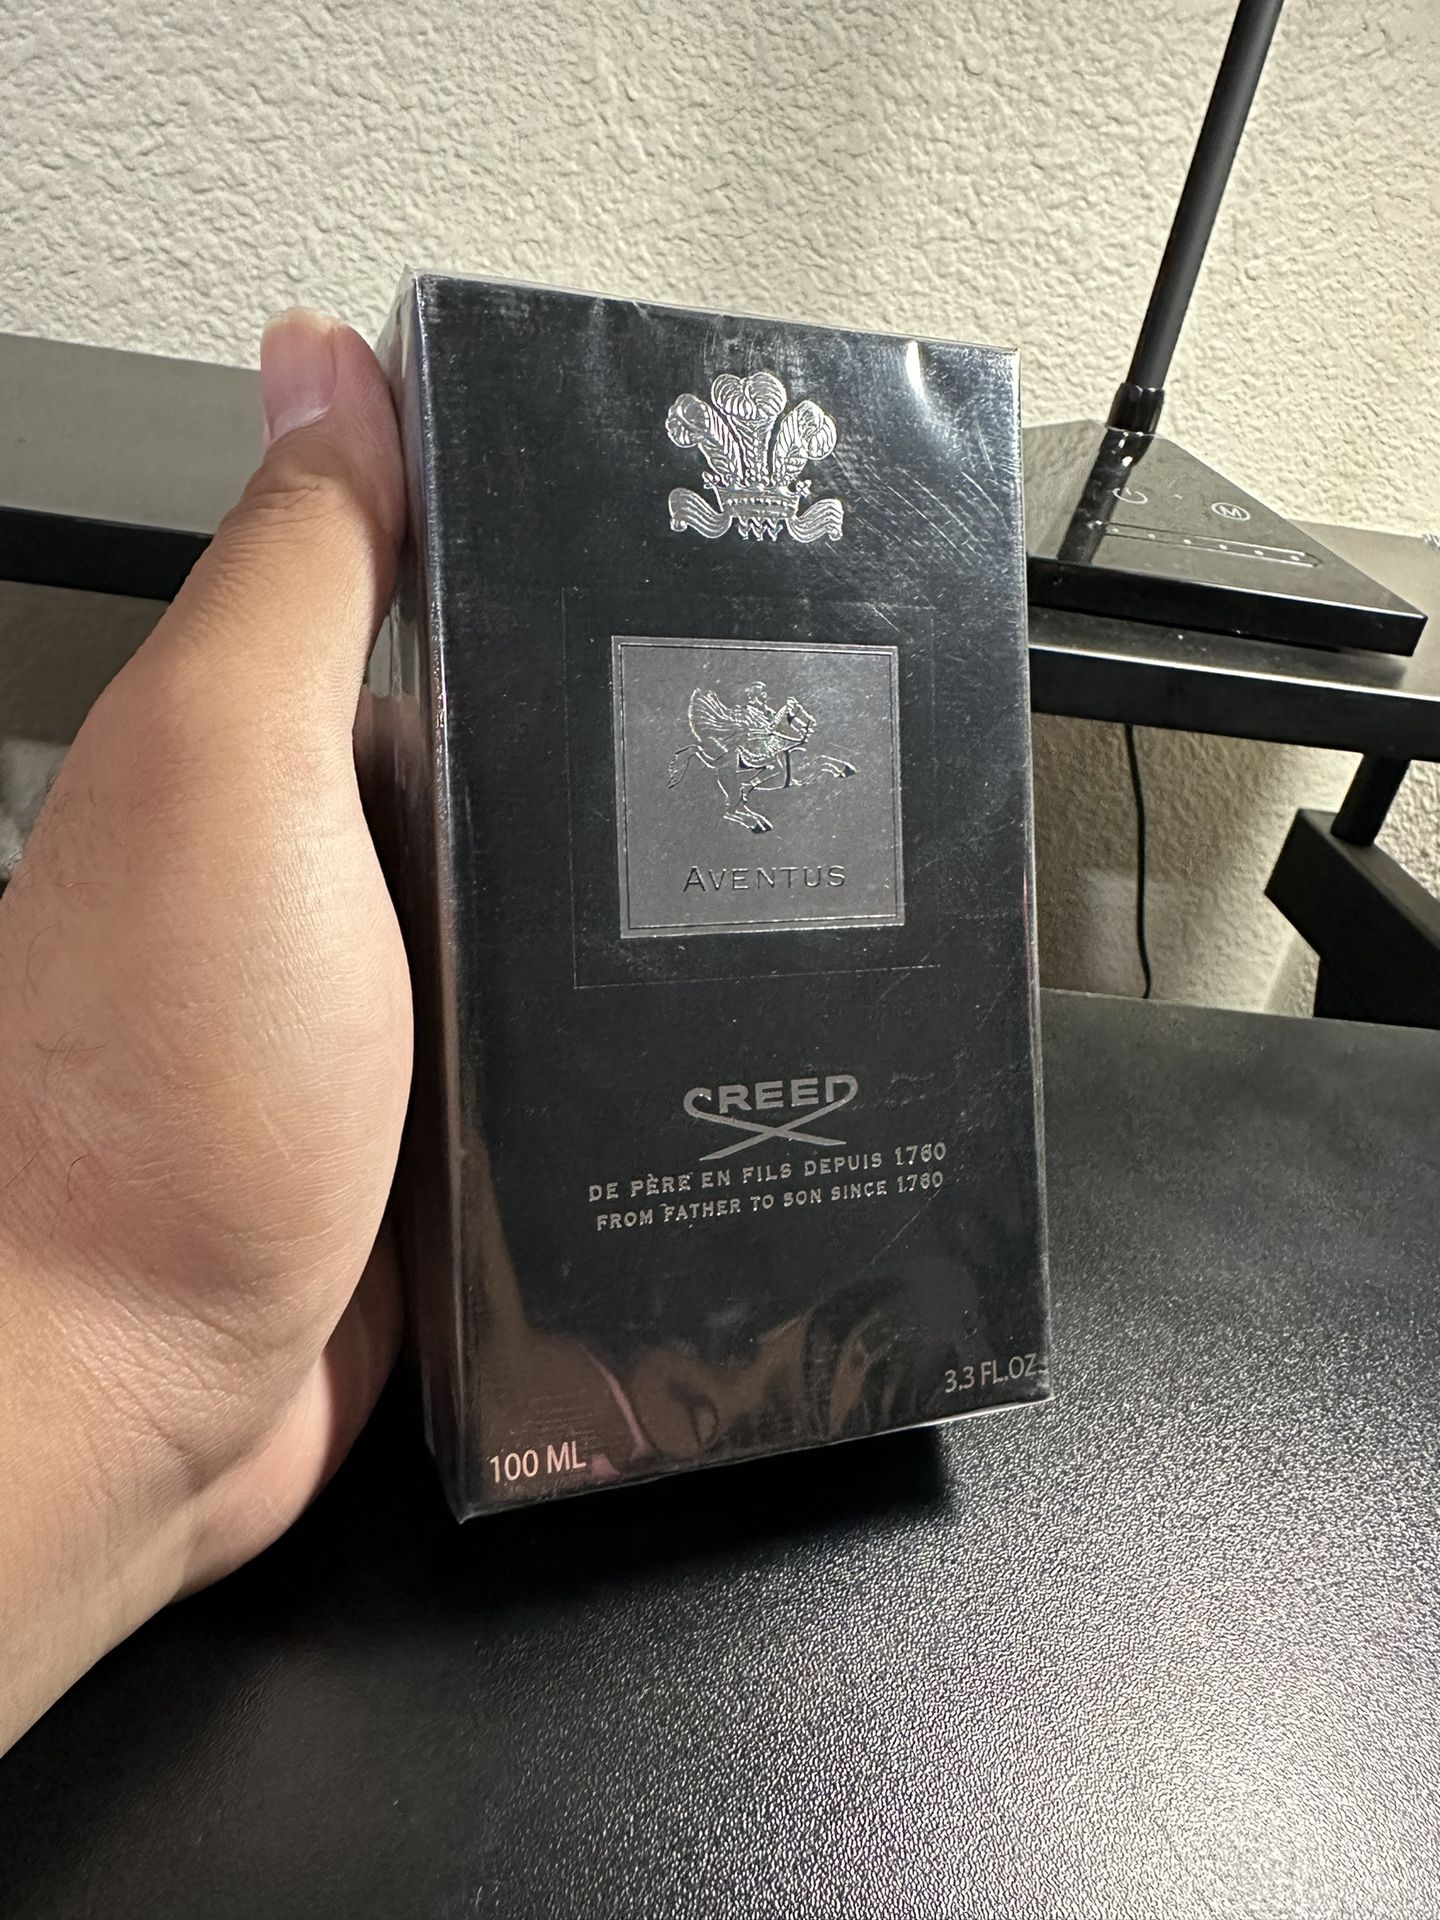 AVENTUS
CREED
DE PÈRE EN FILS DEPUIS 1760
FROM FATHER TO SON SINCE 1760
100 ML
3.3 FL.OZ
M